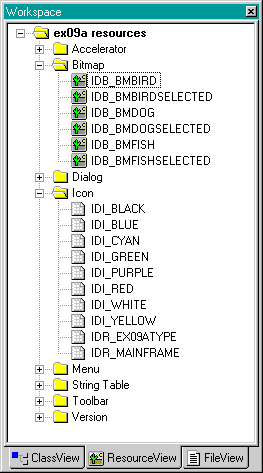 Workspace
ex09a resources
Accelerator
Bitmap
IDB_BMBIRD
IDB_BMBIRDSELECTED
IDB_BMDOG
IDB_BMDOGSELECTED
IDB_BMFISH
IDB_BMFISHSELECTED
Dialog
Icon
IDI_BLACK
IDI_BLUE
IDI_CYAN
IDI_GREEN
IDI_PURPLE
IDI_RED
IDI_WHITE
IDI_YELLOW
IDR_EX09ATYPE
IDR_MAINFRAME
Menu
String Table
Toolbar
Version
ClassView ResourceView FileView